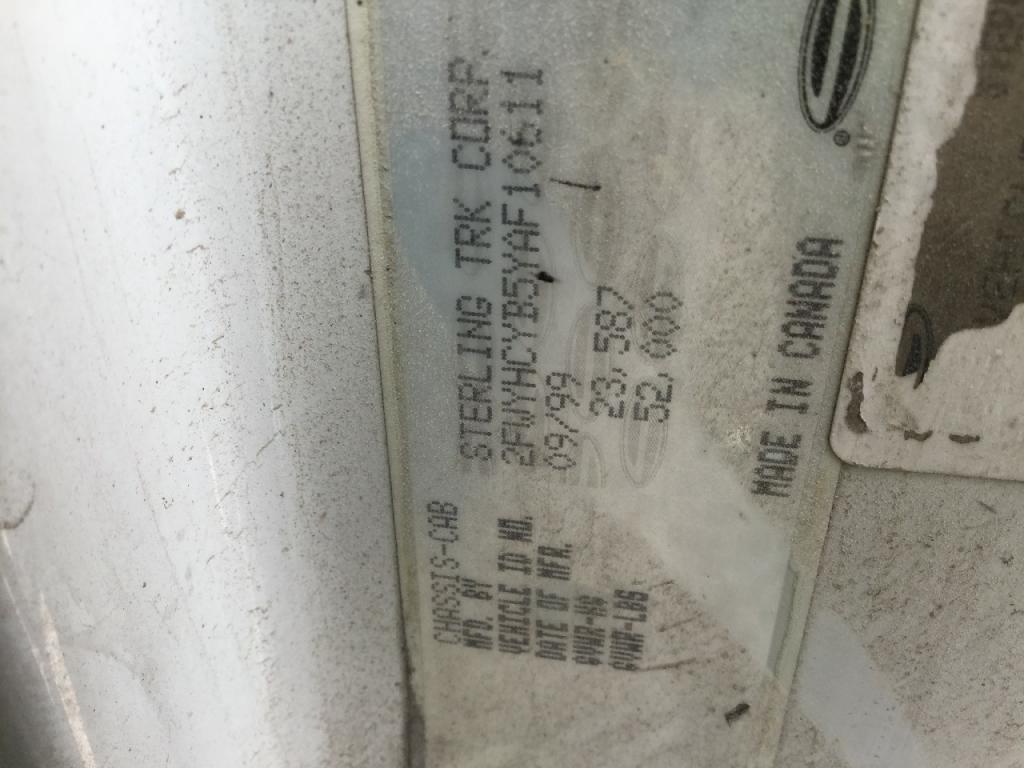 CHASSIS-CAB
MFD. BY STERLING TRK CORP.
VEHICLE ID NO. 2FWYHCYB5YAF10611
DATE OF MFR. 09/99
GVWR-KG 23,587
GVWR-LBS. 52,000
MADE IN CANADA
®